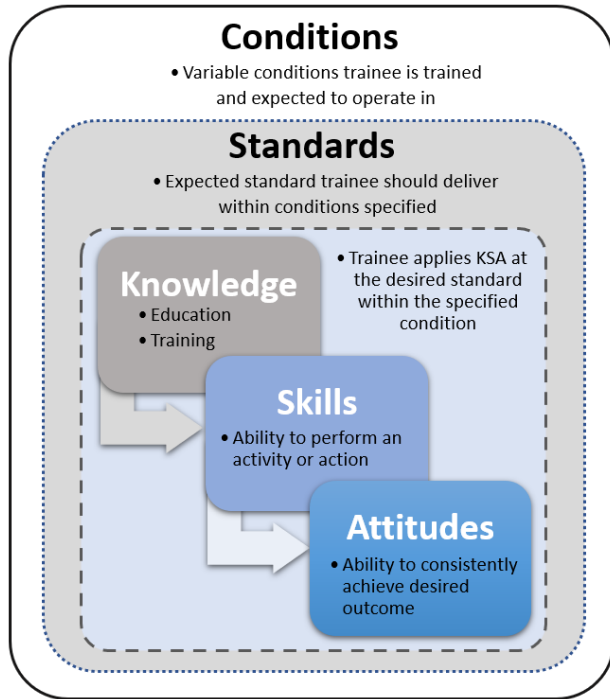 Conditions
• Variable conditions trainee is trained
and expected to operate in
Standards
• Expected standard trainee should deliver
within conditions specified
Knowledge
• Education
• Training
• Trainee applies KSA at
the desired standard
within the specified
condition
Skills
• Ability to perform an
activity or action
Attitudes
• Ability to consistently
achieve desired
outcome